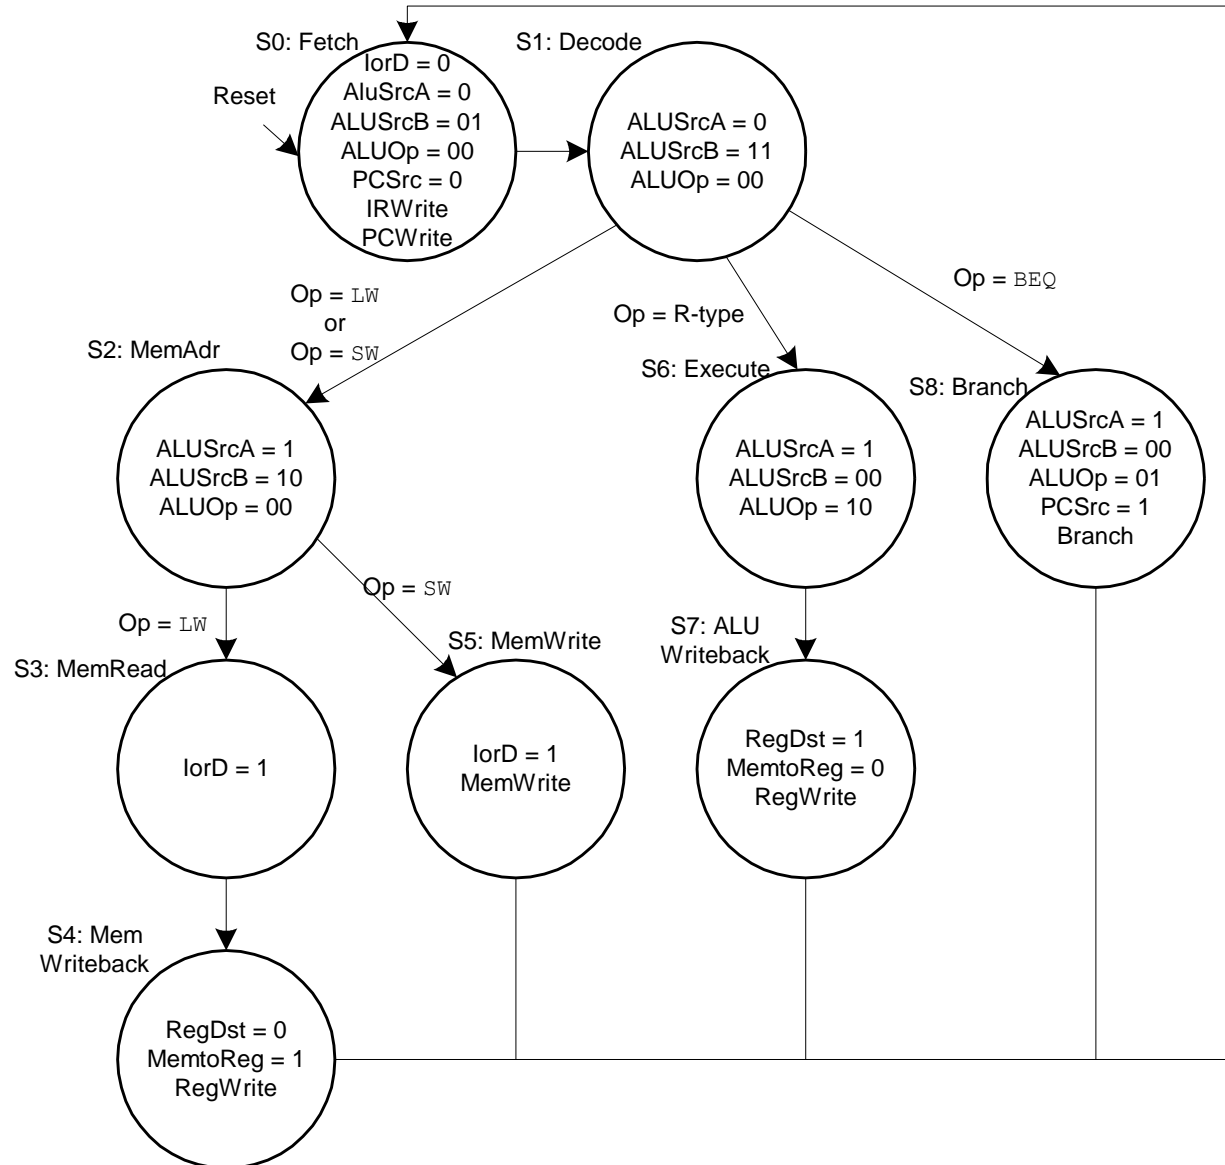 S0: Fetch
S1: Decode
Reset
IorD = 0
AluSrcA = 0
ALUSrcB = 01
ALUOp = 00
PCSrc = 0
IRWrite
PCWrite
ALUSrcA = 0
ALUSrcB = 11
ALUOp = 00
Op = LW
or
Op = SW
Op = R-type
Op = BEQ
S2: MemAdr
S6: Execute
S8: Branch
ALUSrcA = 1
ALUSrcB = 10
ALUOp = 00
ALUSrcA = 1
ALUSrcB = 00
ALUOp = 10
ALUSrcA = 1
ALUSrcB = 00
ALUOp = 01
PCSrc = 1
Branch
Op = LW
Op = SW
S3: MemRead
S5: MemWrite
S7: ALU
Writeback
IorD = 1
IorD = 1
MemWrite
RegDst = 1
MemtoReg = 0
RegWrite
S4: Mem
Writeback
RegDst = 0
MemtoReg = 1
RegWrite